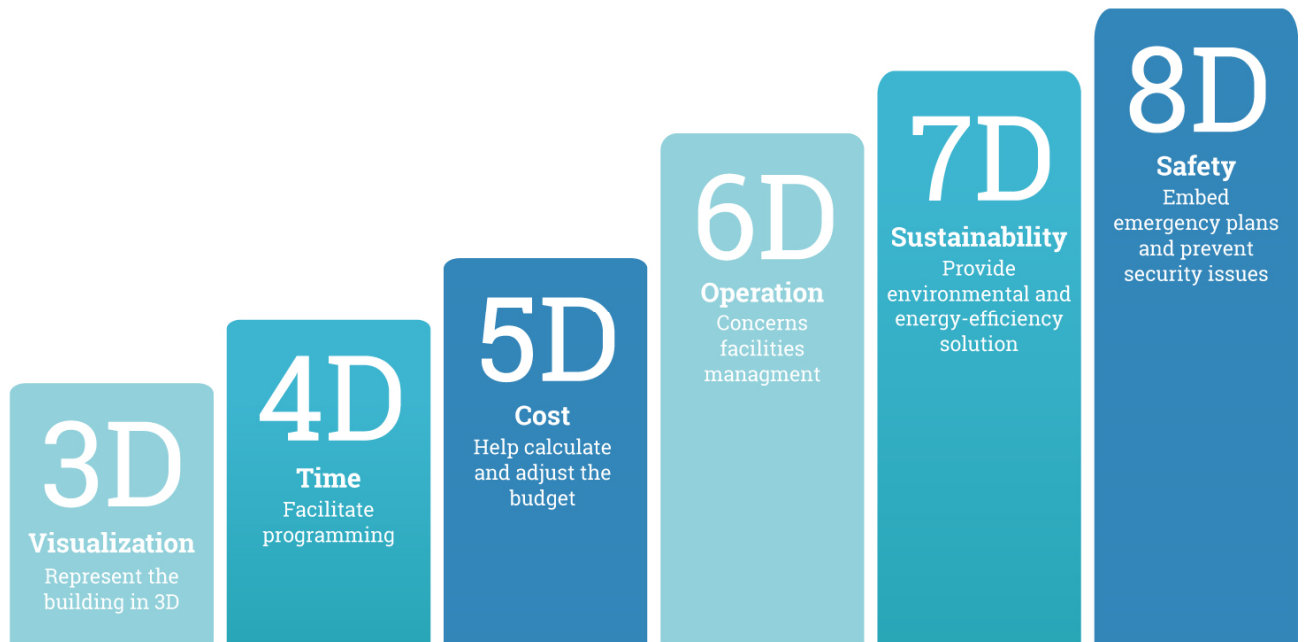 3D
Visualization
Represent the
building in 3D
4D
Time
Facilitate
programming
5D
Cost
Help calculate
and adjust the
budget
6D
Operation
Concerns
facilities
managment
7D
Sustainability
Provide
environmental and
energy-efficiency
solution
8D
Safety
Embed
emergency plans
and prevent
security issues